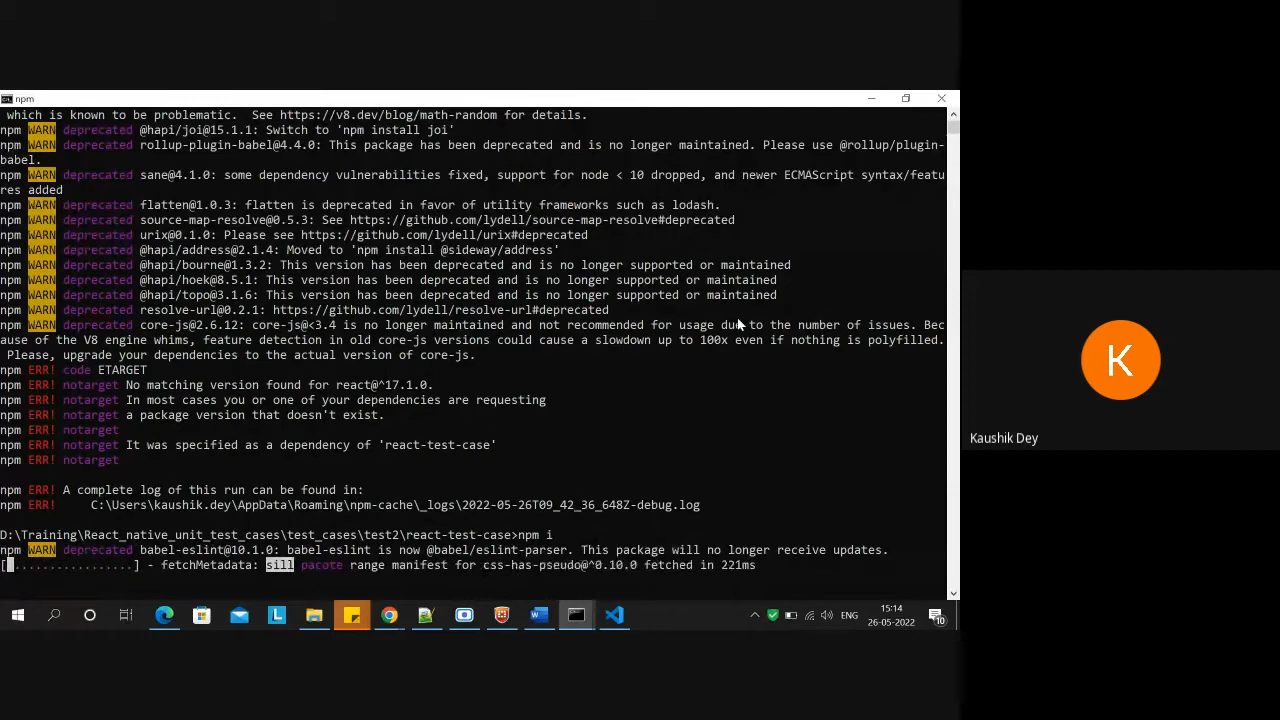 npm
which is known to be problematic.  See https://v8.dev/blog/math-random for details.
npm WARN deprecated @hapi/joi@15.1.1: Switch to 'npm install joi'
npm WARN deprecated rollup-plugin-babel@4.4.0: This package has been deprecated and is no longer maintained. Please use @rollup/plugin-
babel.
npm WARN deprecated sane@4.1.0: some dependency vulnerabilities fixed, support for node < 10 dropped, and newer ECMAScript syntax/featu
res added
npm WARN deprecated flatten@1.0.3: flatten is deprecated in favor of utility frameworks such as lodash.
npm WARN deprecated source-map-resolve@0.5.3: See https://github.com/lydell/source-map-resolve#deprecated
npm WARN deprecated urix@0.1.0: Please see https://github.com/lydell/urix#deprecated
npm WARN deprecated @hapi/address@2.1.4: Moved to 'npm install @sideway/address'
npm WARN deprecated @hapi/bourne@1.3.2: This version has been deprecated and is no longer supported or maintained
npm WARN deprecated @hapi/hoek@8.5.1: This version has been deprecated and is no longer supported or maintained
npm WARN deprecated @hapi/topo@3.1.6: This version has been deprecated and is no longer supported or maintained
npm WARN deprecated resolve-url@0.2.1: https://github.com/lydell/resolve-url#deprecated
npm WARN deprecated core-js@2.6.12: core-js@<3.4 is no longer maintained and not recommended for usage due to the number of issues. Bec
ause of the V8 engine whims, feature detection in old core-js versions could cause a slowdown up to 100x even if nothing is polyfilled.
Please, upgrade your dependencies to the actual version of core-js.
npm ERR! code ETARGET
npm ERR! notarget No matching version found for react@^17.1.0.
npm ERR! notarget In most cases you or one of your dependencies are requesting
npm ERR! notarget a package version that doesn't exist.
npm ERR! notarget
npm ERR! notarget It was specified as a dependency of 'react-test-case'
npm ERR! notarget
npm ERR! A complete log of this run can be found in:
npm ERR!     C:\Users\kaushik.dey\AppData\Roaming\npm-cache\_logs\2022-05-26T09_42_36_648Z-debug.log
D:\Training\React_native_unit_test_cases\test_cases\test2\react-test-case>npm i
npm WARN deprecated babel-eslint@10.1.0: babel-eslint is now @babel/eslint-parser. This package will no longer receive updates.
[ .................] - fetchMetadata: sill pacote range manifest for css-has-pseudo@^0.10.0 fetched in 221ms
L
W
ENG
15:14
26-05-2022
10
K
Kaushik Dey